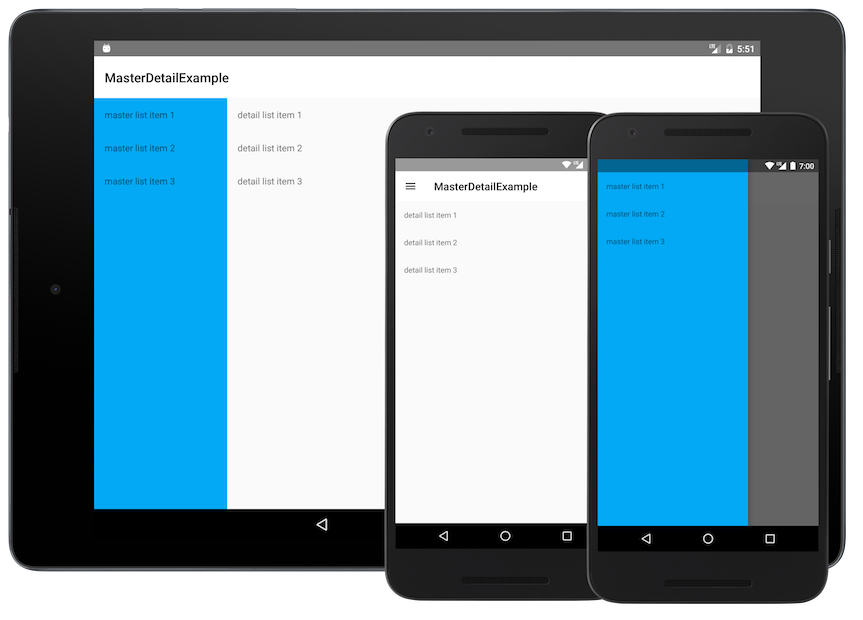 5:51
MasterDetailExample
master list item 1
master list item 2
master list item 3
detail list item 1
detail list item 2
detail list item 3
MasterDetailExample
detail list item 1
detail list item 2
detail list item 3
7:00
master list item 1
master list item 2
master list item 3